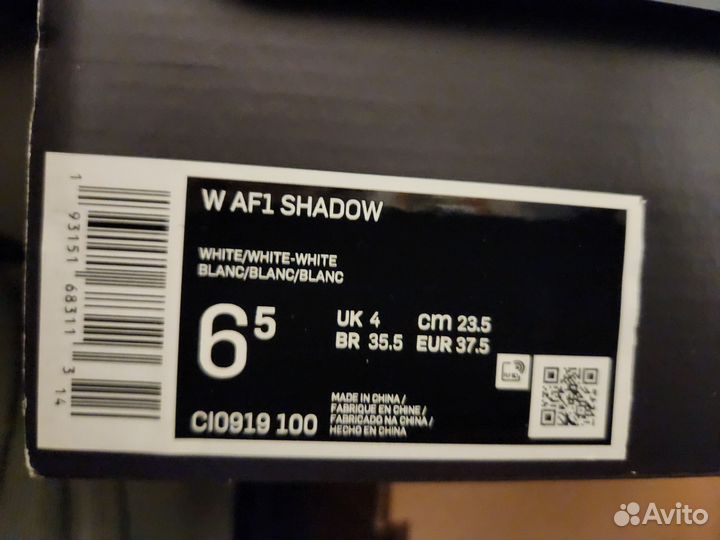 W AF1 SHADOW
WHITE/WHITE-WHITE
BLANC/BLANC/BLANC
6 5
UK 4 cm 23.5
BR 35.5 EUR 37.5
MADE IN CHINA /
FABRIQUE EN CHINE /
FABRICADO NA CHINA /
HECHO EN CHINA
CI0919 100
1 93151 68311 3 14
Avito